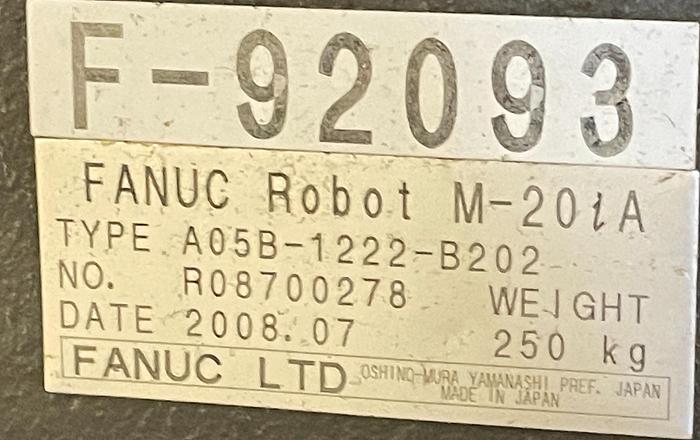 F-92093
FANUC Robot M-20iA
TYPE A05B-1222-B202
NO. R08700278 WEIGHT
DATE 2008.07 250 kg
FANUC LTD OSHINO-MURA YAMANASHI PREF. JAPAN
MADE IN JAPAN